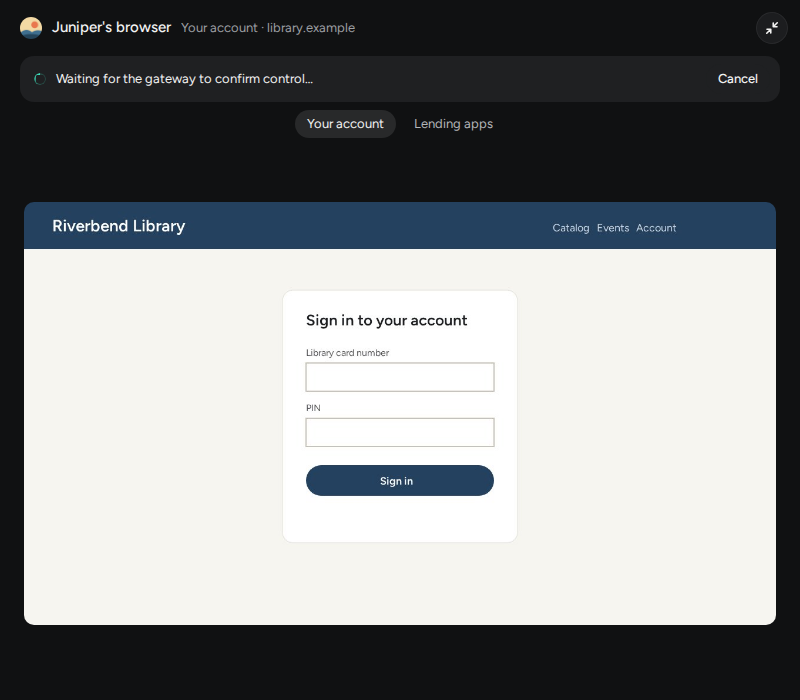 Juniper's browser Your account · library.example
Waiting for the gateway to confirm control... Cancel
Your account Lending apps
Riverbend Library Catalog Events Account
Sign in to your account
Library card number
PIN
Sign in